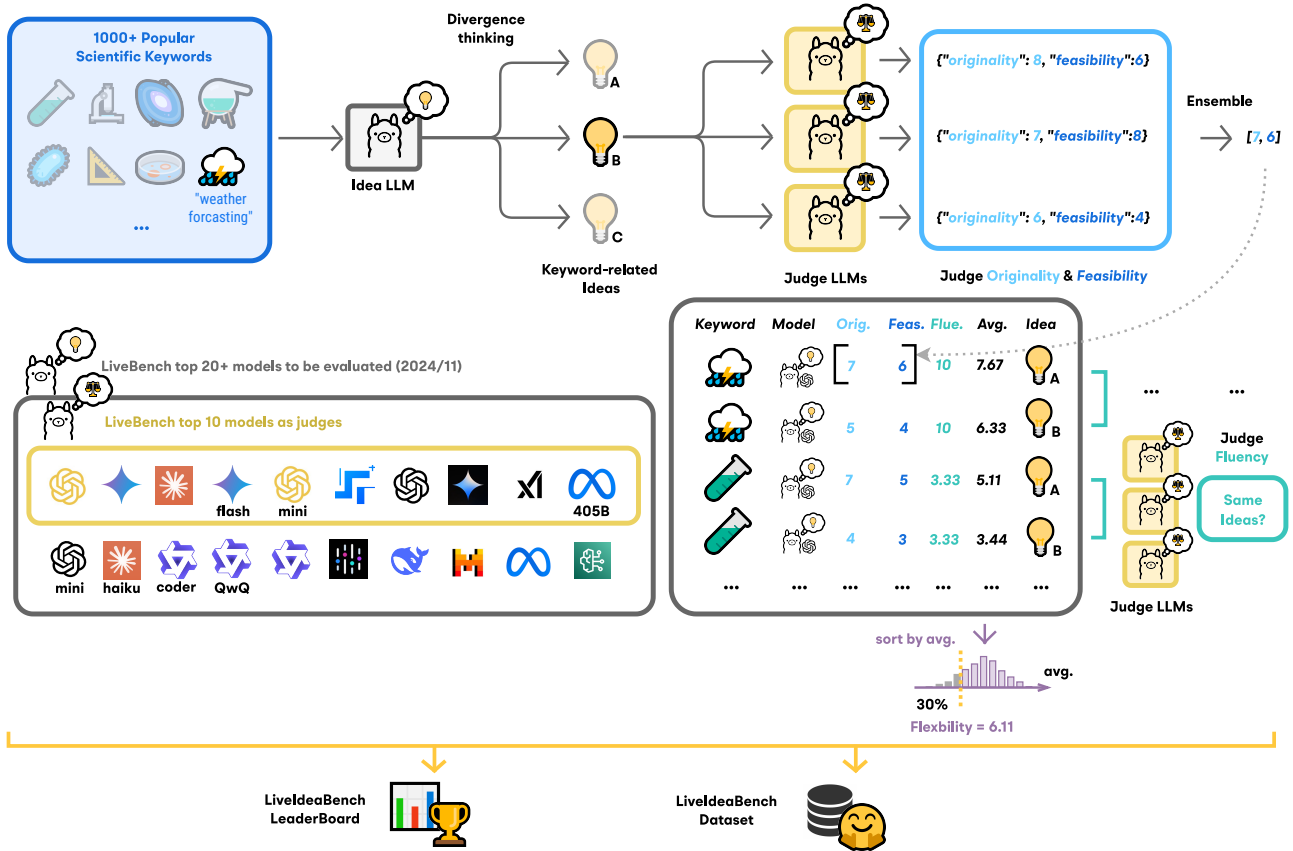 1000+ Popular
Scientific Keywords
"weather
forcasting"
...
Idea LLM
Divergence
thinking
A
B
C
Keyword-related
Ideas
Judge LLMs
{"originality": 8, "feasibility":6}
{"originality": 7, "feasibility":8}
{"originality": 6, "feasibility":4}
Judge Originality & Feasibility
Ensemble
[7, 6]
LiveBench top 20+ models to be evaluated (2024/11)
LiveBench top 10 models as judges
flash
mini
405B
mini
haiku
coder
QwQ
Keyword Model Orig. Feas. Flue. Avg. Idea
7 6 10 7.67 A
5 4 10 6.33 B
7 5 3.33 5.11 A
4 3 3.33 3.44 B
... ... ... ... ... ... ...
... ...
Judge
Fluency
Same
Ideas?
Judge LLMs
sort by avg.
avg.
30%
Flexbility = 6.11
LiveIdeaBench
LeaderBoard
LiveIdeaBench
Dataset